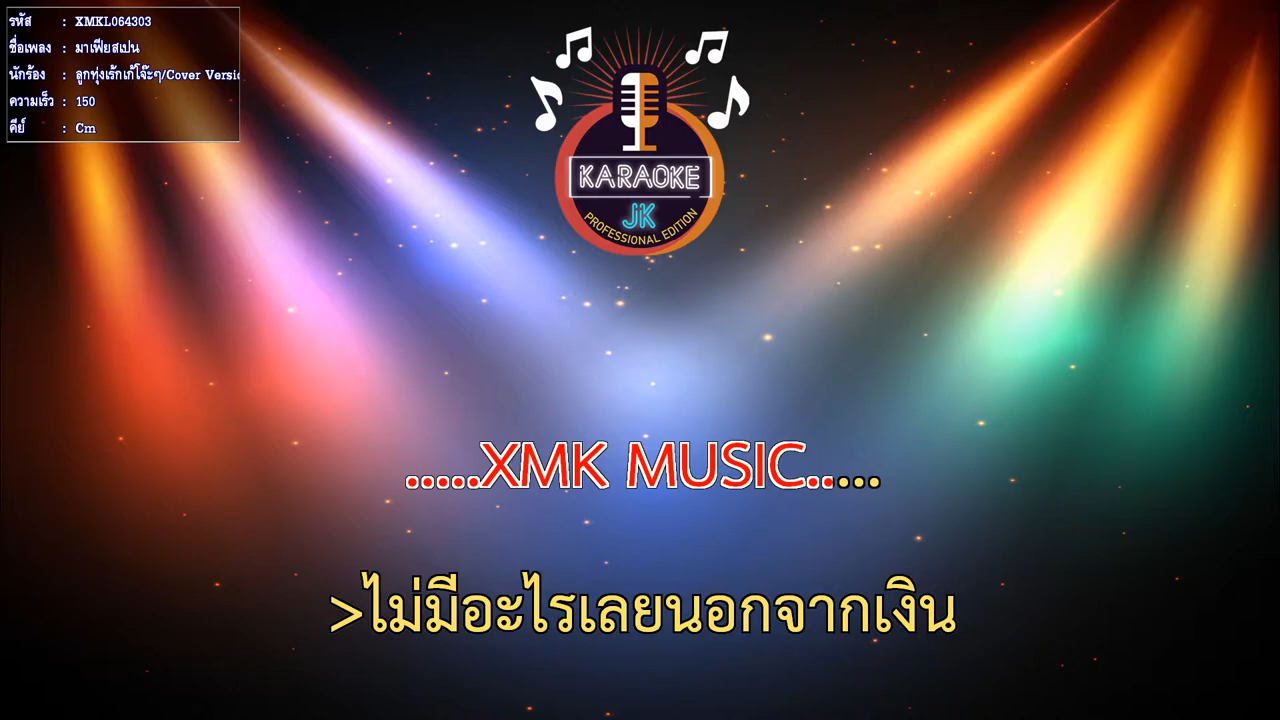 รหัส : XMKL064303
ชื่อเพลง : มาเฟียสเปน
นักร้อง : ลูกทุ่งเร้กเก้โจ๊ะๆ/Cover Versio
ความเร็ว : 150
คีย์ : Cm
KARAOKE
JK
PROFESSIONAL EDITION
.....XMK MUSIC.....
>ไม่มีอะไรเลยนอกจากเงิน